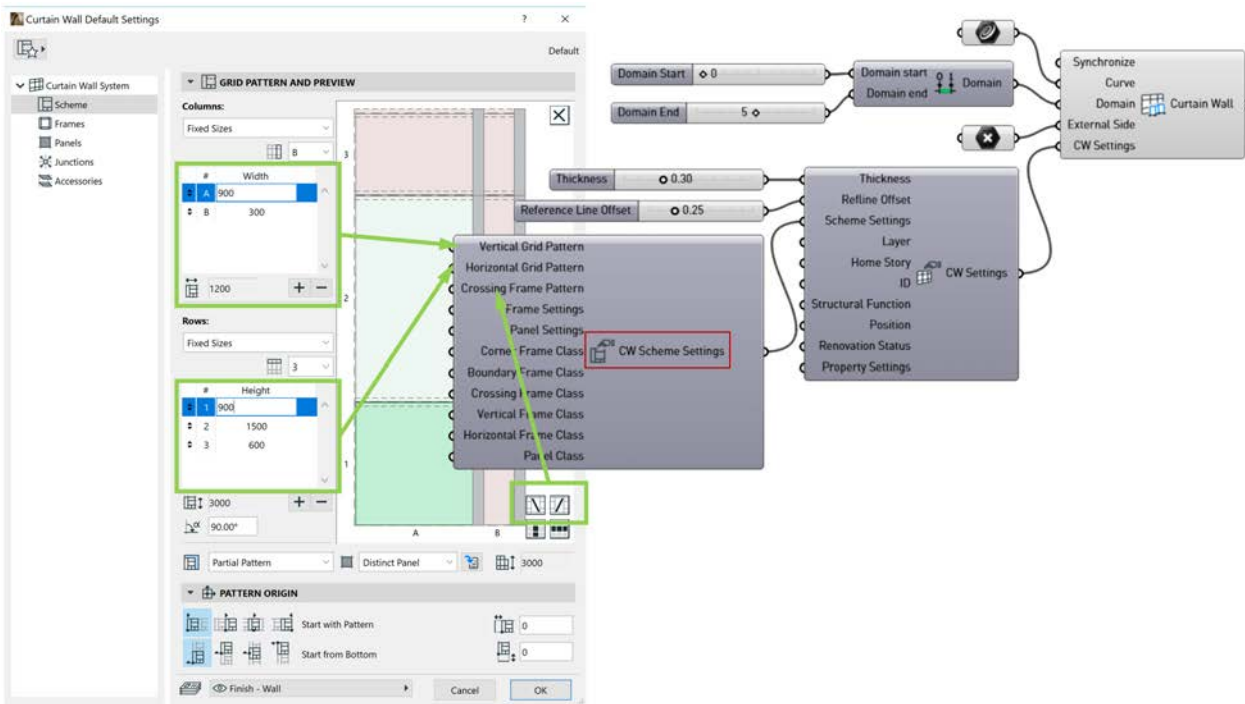 Curtain Wall Default Settings
? ×
Default
Curtain Wall System
Scheme
Frames
Panels
Junctions
Accessories
GRID PATTERN AND PREVIEW
Columns:
Fixed Sizes
B
# Width
A 900
B 300
1200
Rows:
Fixed Sizes
3
# Height
1 900
2 1500
3 600
3000
α 90.00°
3
2
1
A B
Partial Pattern
Distinct Panel
3000
PATTERN ORIGIN
Start with Pattern
0
Start from Bottom
0
Finish - Wall
Cancel
OK
Domain Start 0
Domain End 5
Domain start
Domain end
0 1
Domain
Synchronize
Curve
Domain
External Side
CW Settings
Curtain Wall
Thickness 0.30
Reference Line Offset 0.25
Thickness
Refline Offset
Scheme Settings
Layer
Home Story
ID
Structural Function
Position
Renovation Status
Property Settings
CW Settings
Vertical Grid Pattern
Horizontal Grid Pattern
Crossing Frame Pattern
Frame Settings
Panel Settings
Corner Frame Class
Boundary Frame Class
Crossing Frame Class
Vertical Frame Class
Horizontal Frame Class
Panel Class
CW Scheme Settings